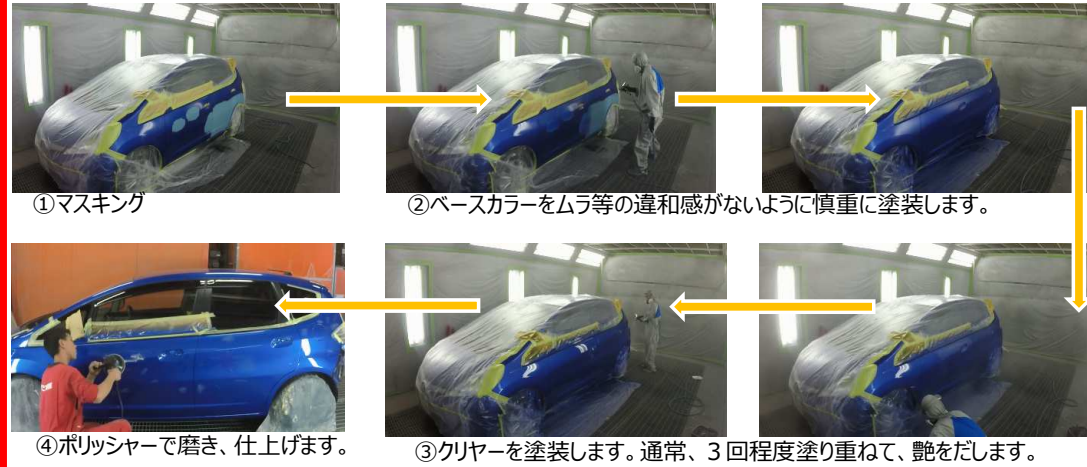 ①マスキング
②ベースカラーをムラ等の違和感がないように慎重に塗装します。
④ポリッシャーで磨き、仕上げます。
③クリヤーを塗装します。通常、３回程度塗り重ねて、艶をだします。